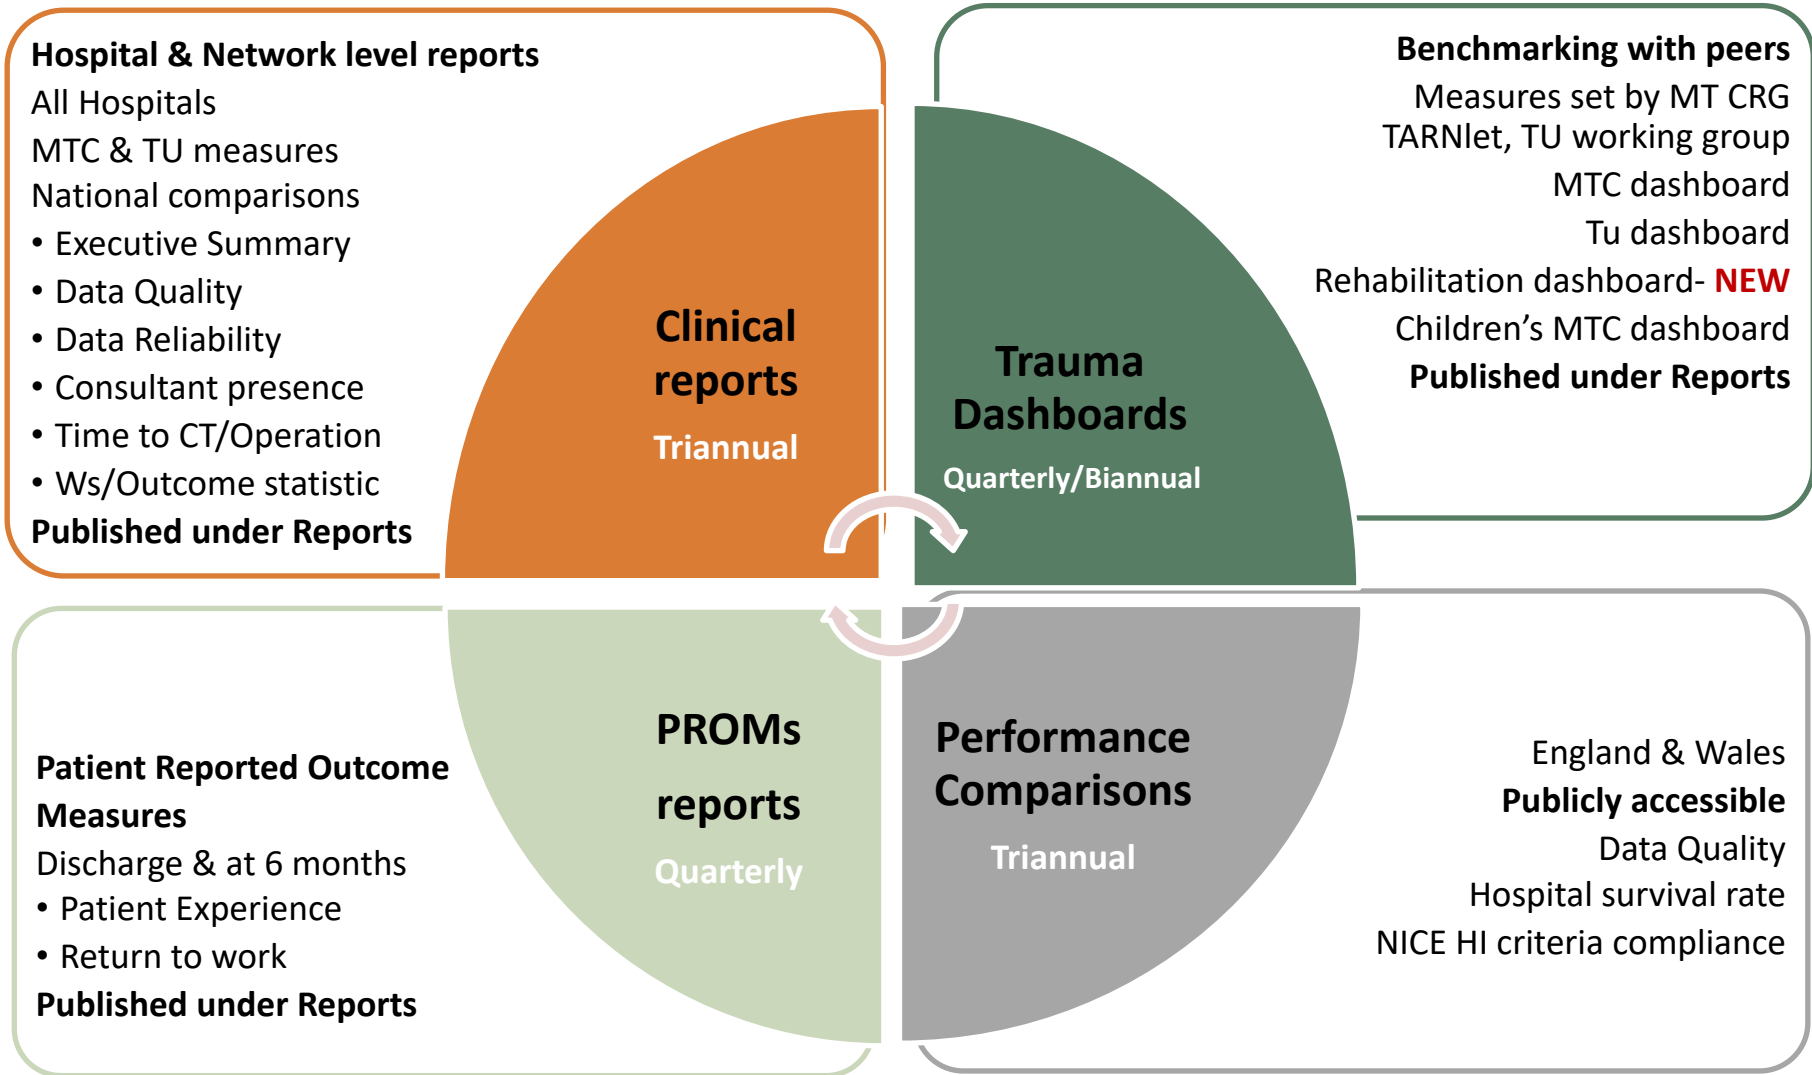 Hospital & Network level reports
All Hospitals
MTC & TU measures
National comparisons
• Executive Summary
• Data Quality
• Data Reliability
• Consultant presence
• Time to CT/Operation
• Ws/Outcome statistic
Published under Reports
Clinical
reports
Triannual
Trauma
Dashboards
Quarterly/Biannual
Benchmarking with peers
Measures set by MT CRG
TARNlet, TU working group
MTC dashboard
Tu dashboard
Rehabilitation dashboard- NEW
Children’s MTC dashboard
Published under Reports
Patient Reported Outcome
Measures
Discharge & at 6 months
• Patient Experience
• Return to work
Published under Reports
PROMs
reports
Quarterly
Performance
Comparisons
Triannual
England & Wales
Publicly accessible
Data Quality
Hospital survival rate
NICE HI criteria compliance